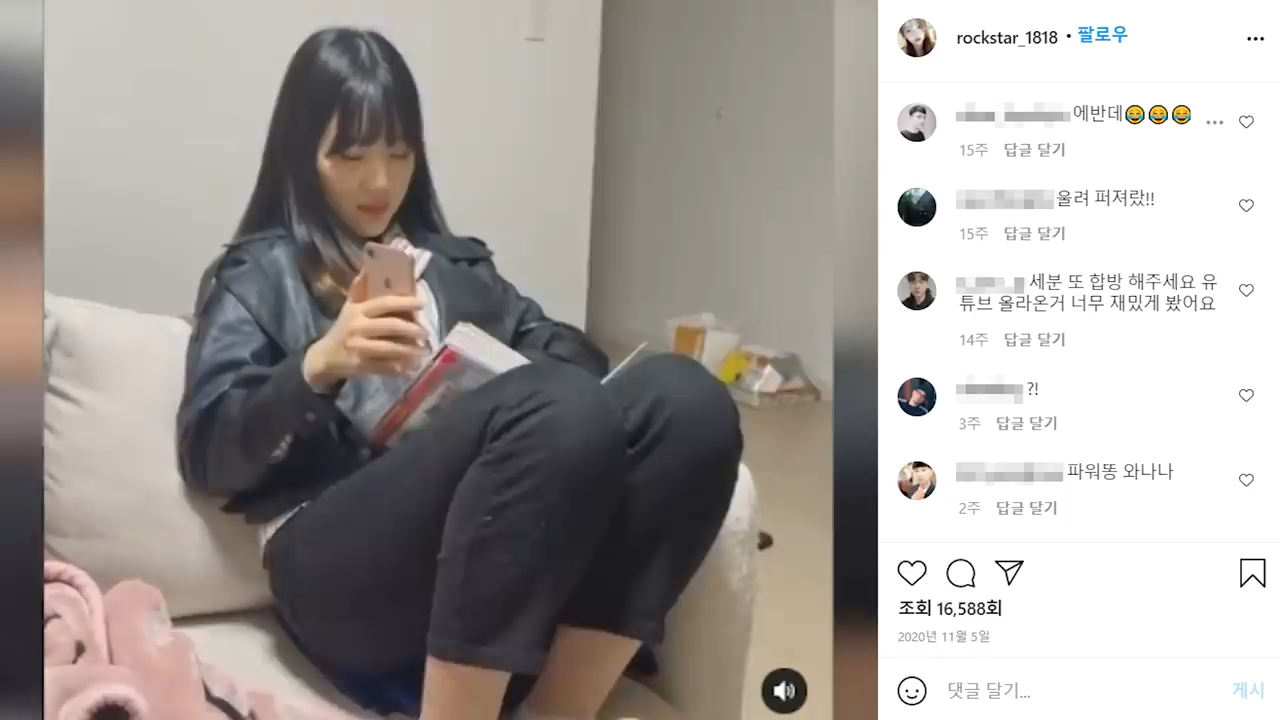 rockstar_1818 • 팔로우
에반데😂😂😂
15주 답글 달기
울려 퍼져랐!!
15주 답글 달기
세분 또 합방 해주세요 유
튜브 올라온거 너무 재밌게 봤어요
14주 답글 달기
?!
3주 답글 달기
파워똥 와나나
2주 답글 달기
조회 16,588회
2020년 11월 5일
댓글 달기...
게시